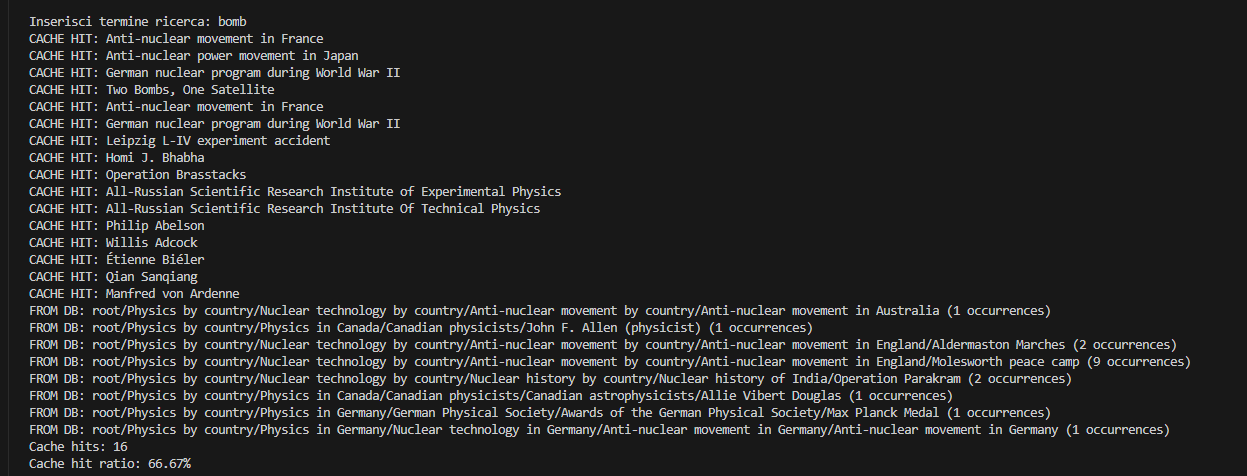 Inserisci termine ricerca: bomb
CACHE HIT: Anti-nuclear movement in France
CACHE HIT: Anti-nuclear power movement in Japan
CACHE HIT: German nuclear program during World War II
CACHE HIT: Two Bombs, One Satellite
CACHE HIT: Anti-nuclear movement in France
CACHE HIT: German nuclear program during World War II
CACHE HIT: Leipzig L-IV experiment accident
CACHE HIT: Homi J. Bhabha
CACHE HIT: Operation Brasstacks
CACHE HIT: All-Russian Scientific Research Institute of Experimental Physics
CACHE HIT: All-Russian Scientific Research Institute Of Technical Physics
CACHE HIT: Philip Abelson
CACHE HIT: Willis Adcock
CACHE HIT: Étienne Biéler
CACHE HIT: Qian Sanqiang
CACHE HIT: Manfred von Ardenne
FROM DB: root/Physics by country/Nuclear technology by country/Anti-nuclear movement by country/Anti-nuclear movement in Australia (1 occurrences)
FROM DB: root/Physics by country/Physics in Canada/Canadian physicists/John F. Allen (physicist) (1 occurrences)
FROM DB: root/Physics by country/Nuclear technology by country/Anti-nuclear movement by country/Anti-nuclear movement in England/Aldermaston Marches (2 occurrences)
FROM DB: root/Physics by country/Nuclear technology by country/Anti-nuclear movement by country/Anti-nuclear movement in England/Molesworth peace camp (9 occurrences)
FROM DB: root/Physics by country/Nuclear technology by country/Nuclear history by country/Nuclear history of India/Operation Parakram (2 occurrences)
FROM DB: root/Physics by country/Physics in Canada/Canadian physicists/Canadian astrophysicists/Allie Vibert Douglas (1 occurrences)
FROM DB: root/Physics by country/Physics in Germany/German Physical Society/Awards of the German Physical Society/Max Planck Medal (1 occurrences)
FROM DB: root/Physics by country/Physics in Germany/Nuclear technology in Germany/Anti-nuclear movement in Germany/Anti-nuclear movement in Germany (1 occurrences)
Cache hits: 16
Cache hit ratio: 66.67%